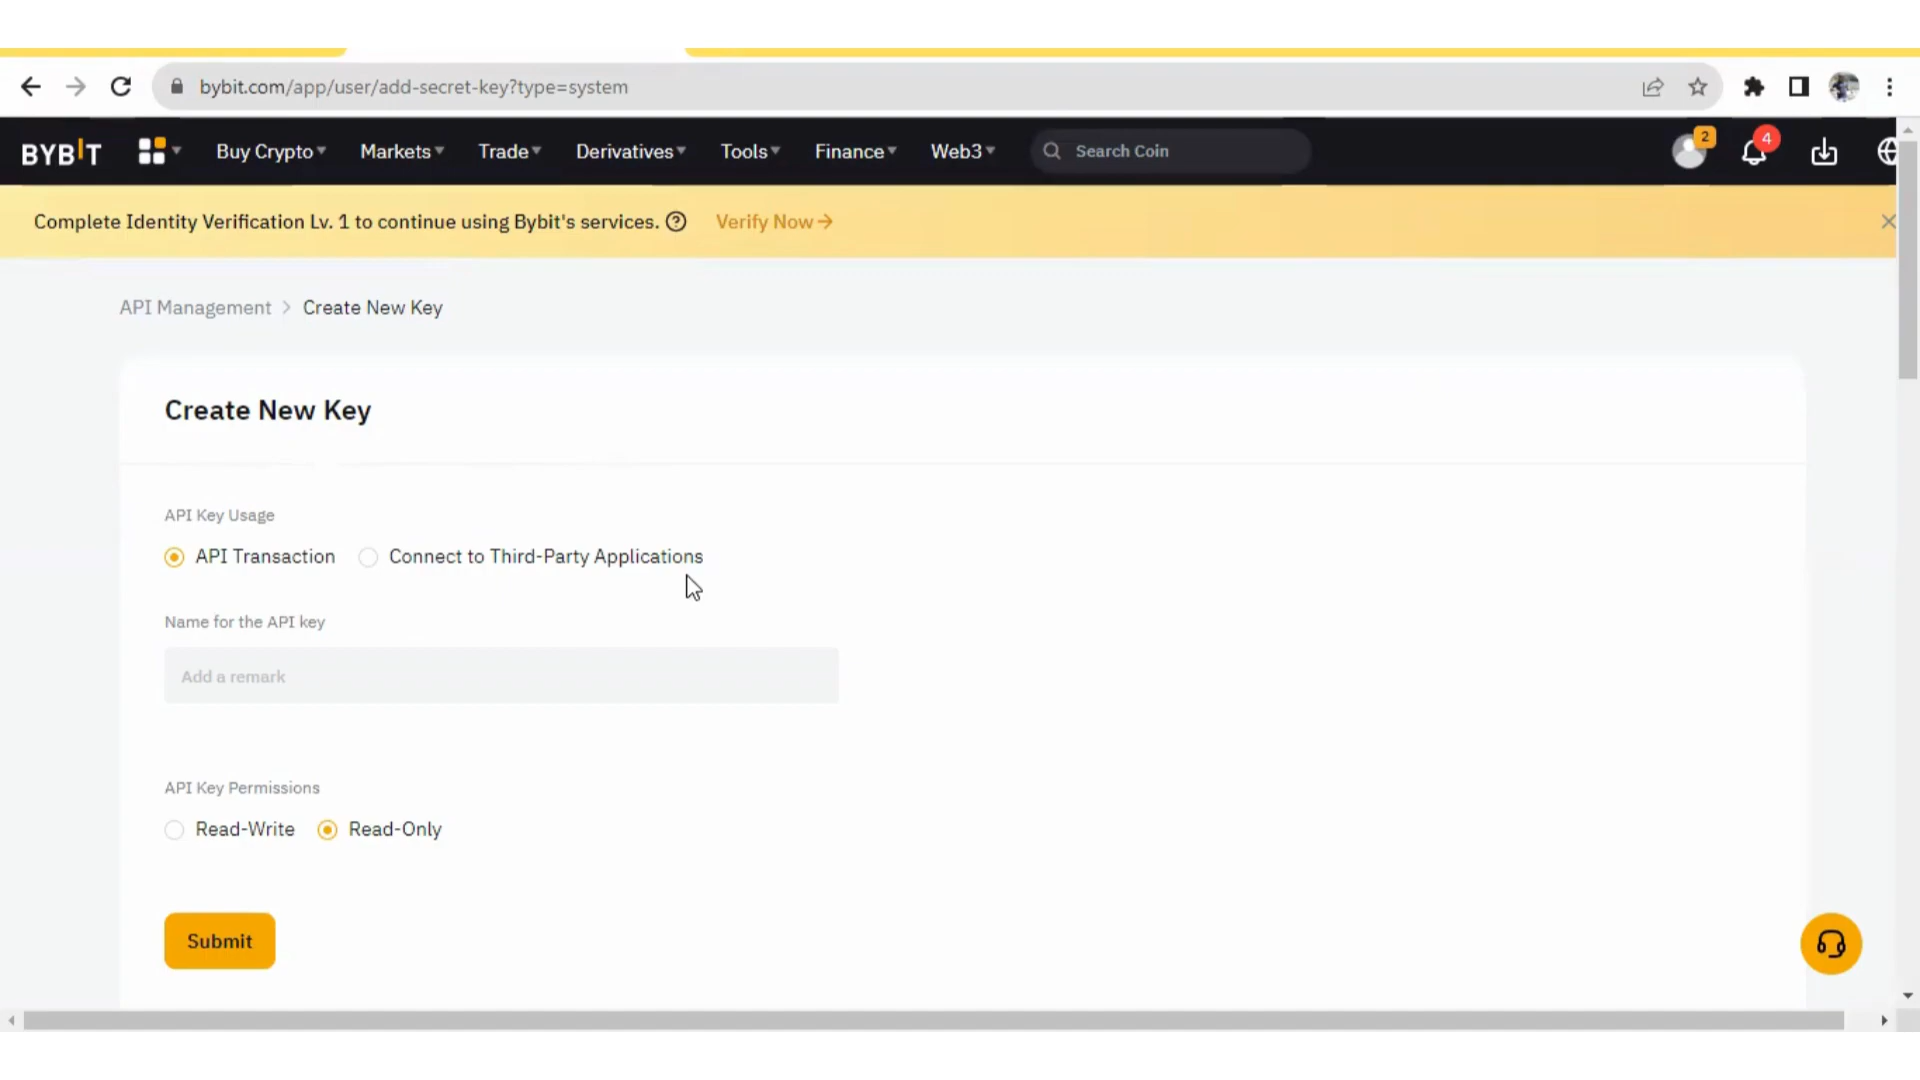 bybit.com/app/user/add-secret-key?type=system
BYBIT Buy Crypto Markets Trade Derivatives Tools Finance Web3 Search Coin 2 4
Complete Identity Verification Lv. 1 to continue using Bybit's services. Verify Now
API Management > Create New Key
Create New Key
API Key Usage
API Transaction Connect to Third-Party Applications
Name for the API key
Add a remark
API Key Permissions
Read-Write Read-Only
Submit